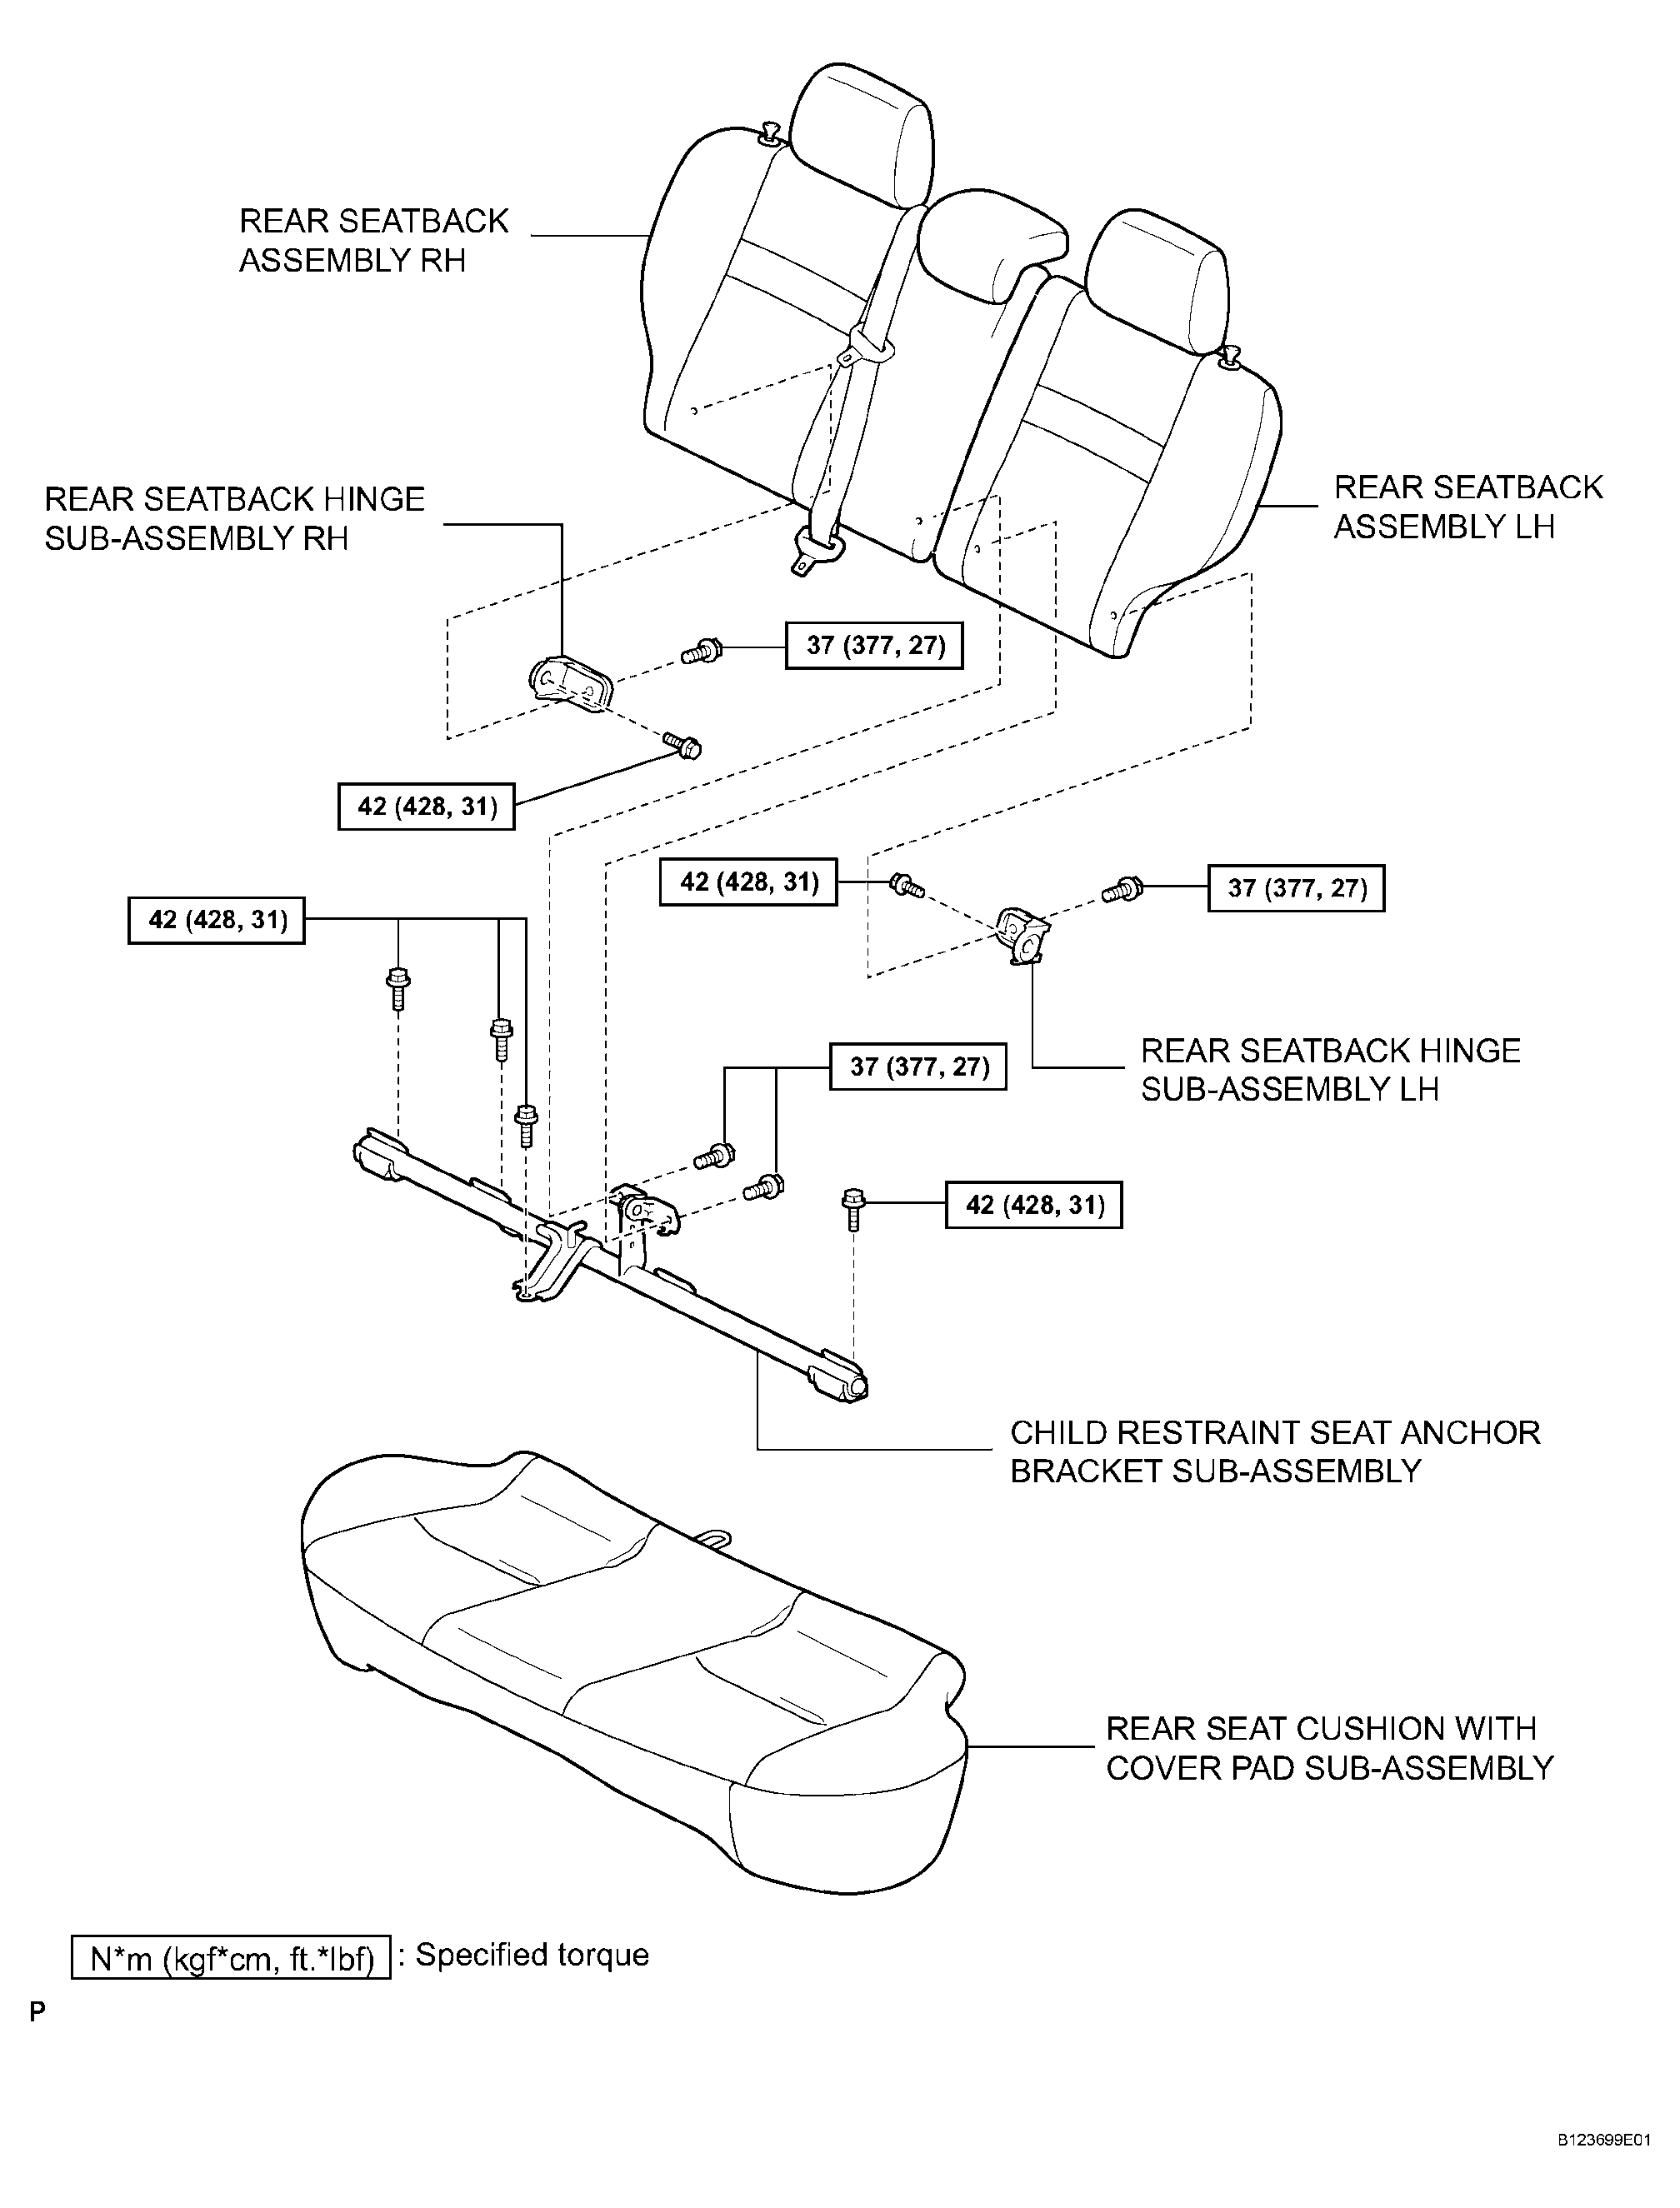 REAR SEATBACK
ASSEMBLY RH
REAR SEATBACK HINGE
SUB-ASSEMBLY RH
REAR SEATBACK
ASSEMBLY LH
37 (377, 27)
42 (428, 31)
42 (428, 31)
37 (377, 27)
42 (428, 31)
REAR SEATBACK HINGE
SUB-ASSEMBLY LH
37 (377, 27)
42 (428, 31)
CHILD RESTRAINT SEAT ANCHOR
BRACKET SUB-ASSEMBLY
REAR SEAT CUSHION WITH
COVER PAD SUB-ASSEMBLY
N*m (kgf*cm, ft.*lbf) : Specified torque
P
B123699E01